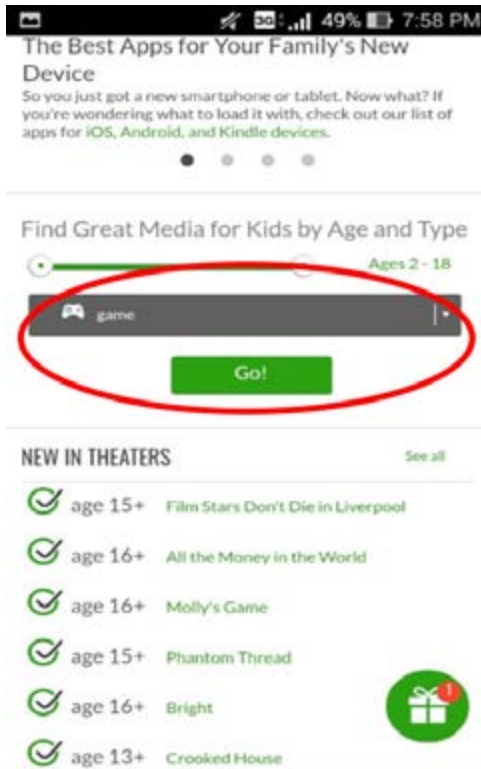 3G 49% 7:58 PM
The Best Apps for Your Family's New
Device
So you just got a new smartphone or tablet. Now what? If
you're wondering what to load it with, check out our list of
apps for iOS, Android, and Kindle devices.
Find Great Media for Kids by Age and Type
Ages 2 - 18
game
Go!
NEW IN THEATERS See all
age 15+ Film Stars Don't Die in Liverpool
age 16+ All the Money in the World
age 16+ Molly's Game
age 15+ Phantom Thread
age 16+ Bright
1
age 13+ Crooked House